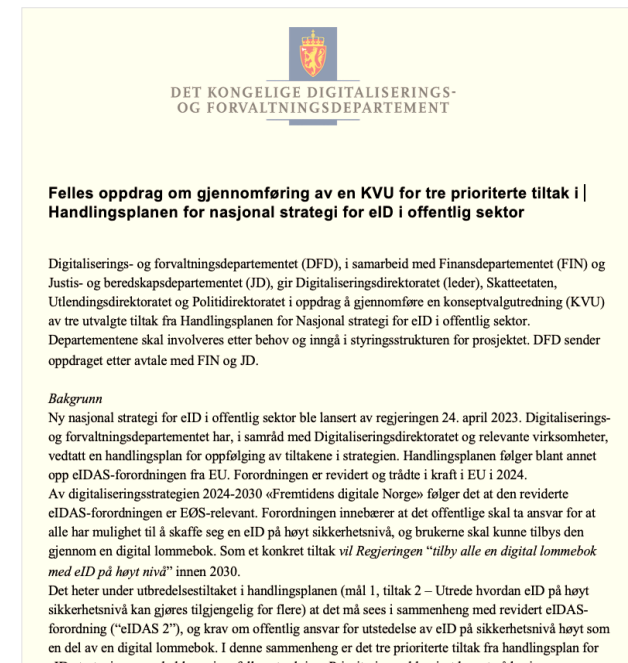 DET KONGELIGE DIGITALISERINGS-
OG FORVALTNINGSDEPARTEMENT
Felles oppdrag om gjennomføring av en KVU for tre prioriterte tiltak i
Handlingsplanen for nasjonal strategi for eID i offentlig sektor
Digitaliserings- og forvaltningsdepartementet (DFD), i samarbeid med Finansdepartementet (FIN) og
Justis- og beredskapsdepartementet (JD), gir Digitaliseringsdirektoratet (leder), Skatteetaten,
Utlendingsdirektoratet og Politidirektoratet i oppdrag å gjennomføre en konseptvalgutredning (KVU)
av tre utvalgte tiltak fra Handlingsplanen for Nasjonal strategi for eID i offentlig sektor.
Departementene skal involveres etter behov og inngå i styringsstrukturen for prosjektet. DFD sender
oppdraget etter avtale med FIN og JD.
Bakgrunn
Ny nasjonal strategi for eID i offentlig sektor ble lansert av regjeringen 24. april 2023. Digitaliserings-
og forvaltningsdepartementet har, i samråd med Digitaliseringsdirektoratet og relevante virksomheter,
vedtatt en handlingsplan for oppfølging av tiltakene i strategien. Handlingsplanen følger blant annet
opp eIDAS-forordningen fra EU. Forordningen er revidert og trådte i kraft i EU i 2024.
Av digitaliseringsstrategien 2024-2030 «Fremtidens digitale Norge» følger det at den reviderte
eIDAS-forordningen er EØS-relevant. Forordningen innebærer at det offentlige skal ta ansvar for at
alle har mulighet til å skaffe seg en eID på høyt sikkerhetsnivå, og brukerne skal kunne tilbys den
gjennom en digital lommebok. Som et konkret tiltak vil Regjeringen “tilby alle en digital lommebok
med eID på høyt nivå” innen 2030.
Det heter under utbredelsestiltaket i handlingsplanen (mål 1, tiltak 2 – Utrede hvordan eID på høyt
sikkerhetsnivå kan gjøres tilgjengelig for flere) at det må sees i sammenheng med revidert eIDAS-
forordning (“eIDAS 2”), og krav om offentlig ansvar for utstedelse av eID på sikkerhetsnivå høyt som
en del av en digital lommebok. I denne sammenheng er det tre prioriterte tiltak fra handlingsplan for